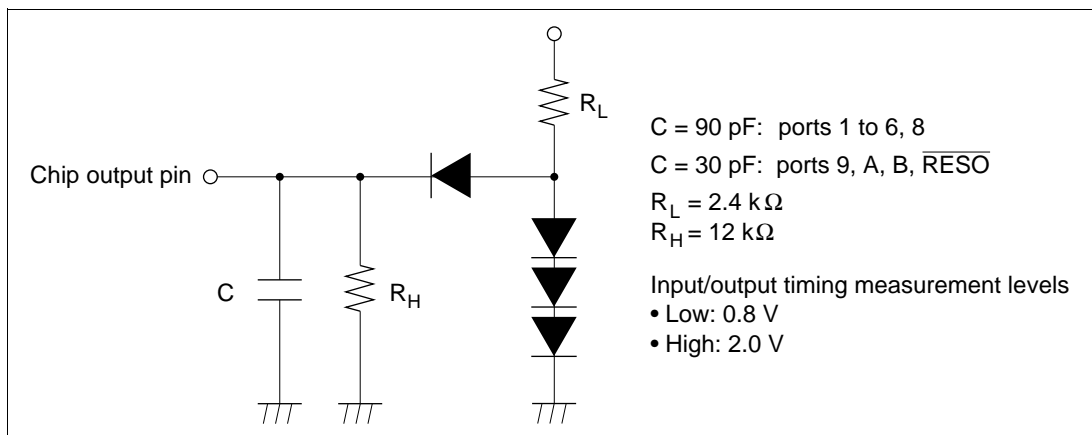 R_L
Chip output pin
C
R_H
C = 90 pF: ports 1 to 6, 8
C = 30 pF: ports 9, A, B, R̅E̅S̅O̅
R_L = 2.4 kΩ
R_H = 12 kΩ
Input/output timing measurement levels
• Low: 0.8 V
• High: 2.0 V